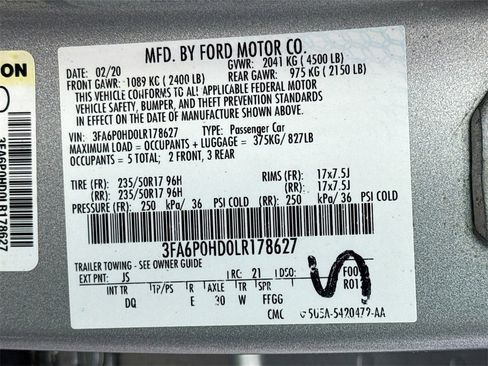 MFD. BY FORD MOTOR CO.
DATE: 02/20 GVWR: 2041 KG (4500 LB)
FRONT GAWR: 1089 KG (2400 LB) REAR GAWR: 975 KG (2150 LB)
THIS VEHICLE CONFORMS TO ALL APPLICABLE FEDERAL MOTOR
VEHICLE SAFETY, BUMPER, AND THEFT PREVENTION STANDARDS
IN EFFECT ON THE DATE OF MANUFACTURE SHOWN ABOVE.
VIN: 3FA6P0HD0LR178627 TYPE: Passenger Car
MAXIMUM LOAD = OCCUPANTS + LUGGAGE = 375KG/ 827LB
OCCUPANTS = 5 TOTAL; 2 FRONT, 3 REAR
TIRE (FR): 235/50R17 96H RIMS (FR): 17x7.5J
(RR): 235/50R17 96H (RR): 17x7.5J
PRESSURE (FR): 250 kPa/ 36 PSI COLD (RR): 250 kPa/ 36 PSI COLD
3FA6P0HD0LR178627
TRAILER TOWING - SEE OWNER GUIDE
EXT PNT: JS RC: 21 DSO:
INT TR TP/PS R AXLE TR SPR
DQ E 30 W FFGG
CMC
ON
3FA6P0HD0LR178627